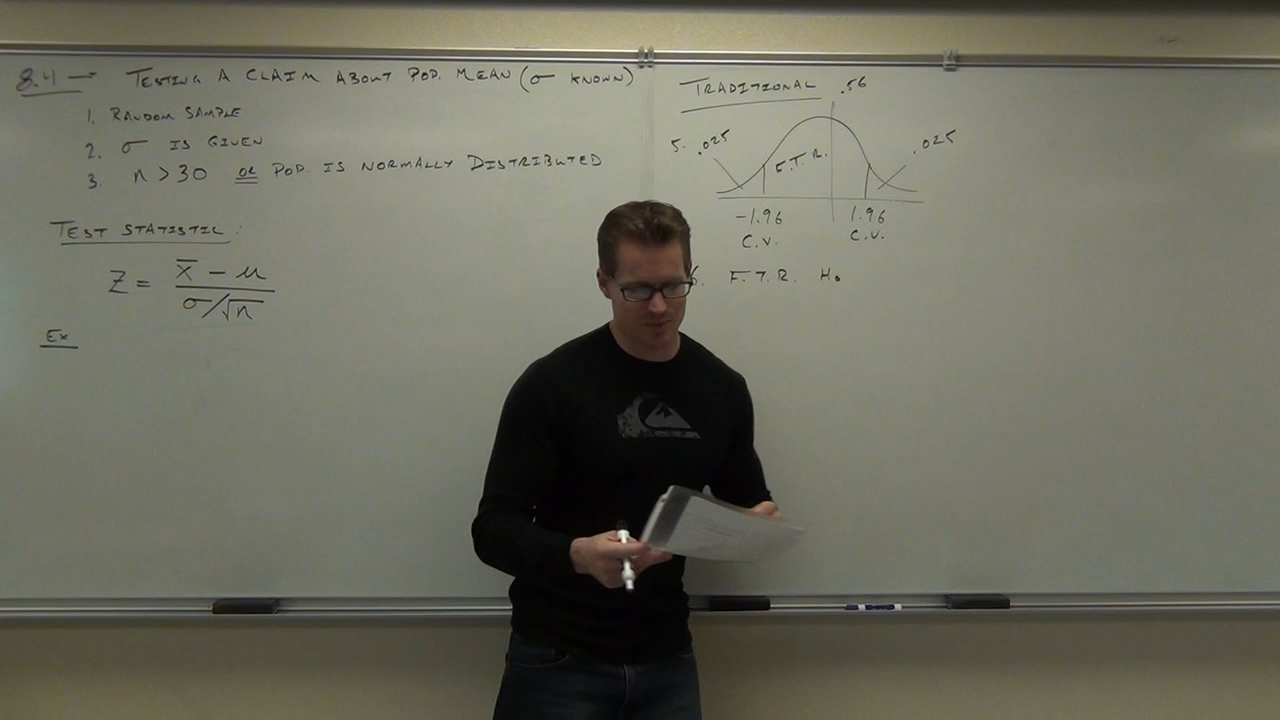 8.4 → TESTING A CLAIM ABOUT POP. MEAN (σ KNOWN)
1. RANDOM SAMPLE
2. σ IS GIVEN
3. n > 30 OR POP. IS NORMALLY DISTRIBUTED
TEST STATISTIC:
Z = x̄ - μ / σ/√n
Ex
TRADITIONAL .56
5. .025 F.T.R. .025
-1.96 1.96
C.V. C.V.
6. F.T.R. H₀